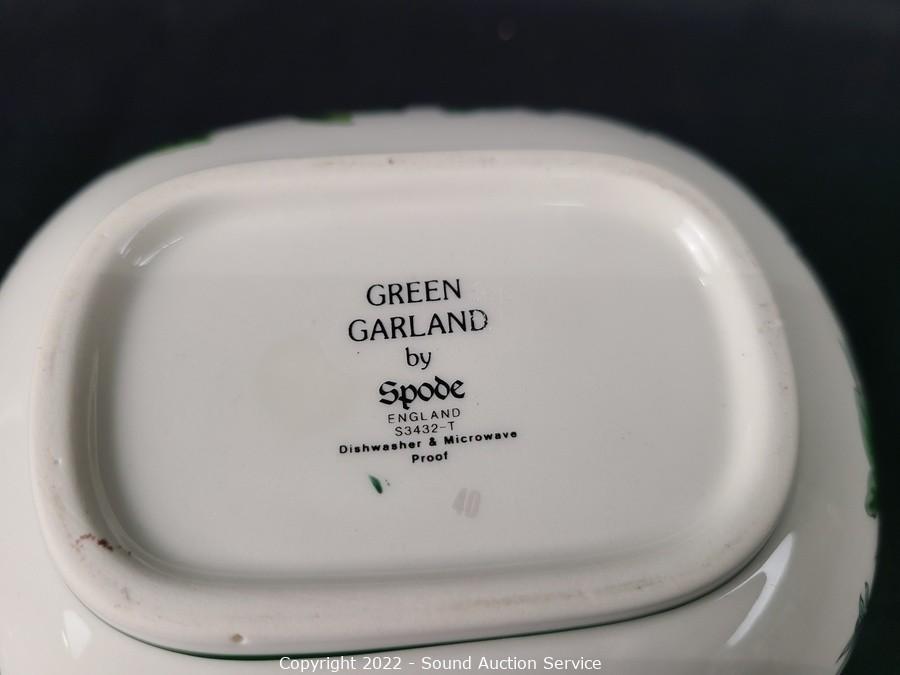 GREEN
GARLAND
by
Spode
ENGLAND
S3432-T
Dishwasher & Microwave
Proof
40
Copyright 2022 - Sound Auction Service